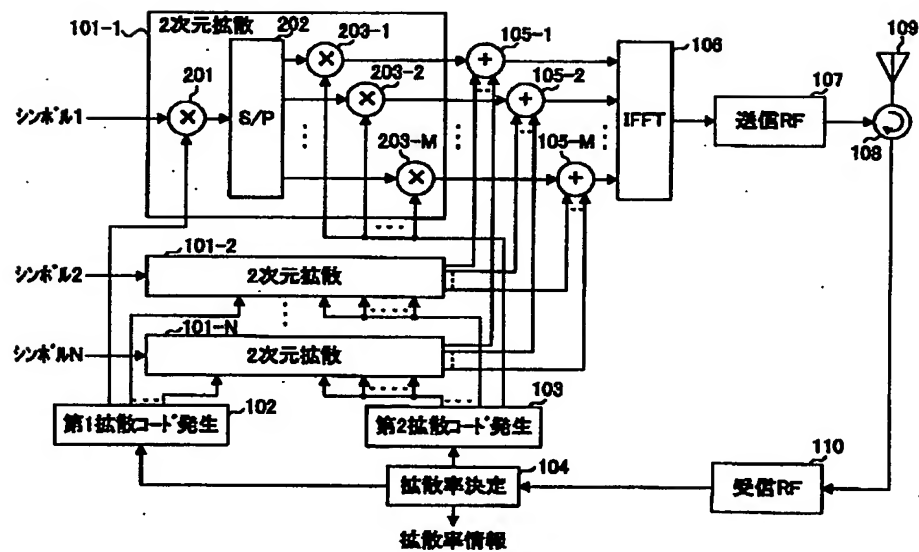 101-1
2次元拡散
202
203-1
203-2
203-M
201
S/P
シンボル1
105-1
105-2
105-M
106
IFFT
107
送信RF
109
108
101-2
シンボル2
2次元拡散
101-N
シンボルN
2次元拡散
第1拡散コード発生
102
第2拡散コード発生
103
104
拡散率決定
拡散率情報
110
受信RF